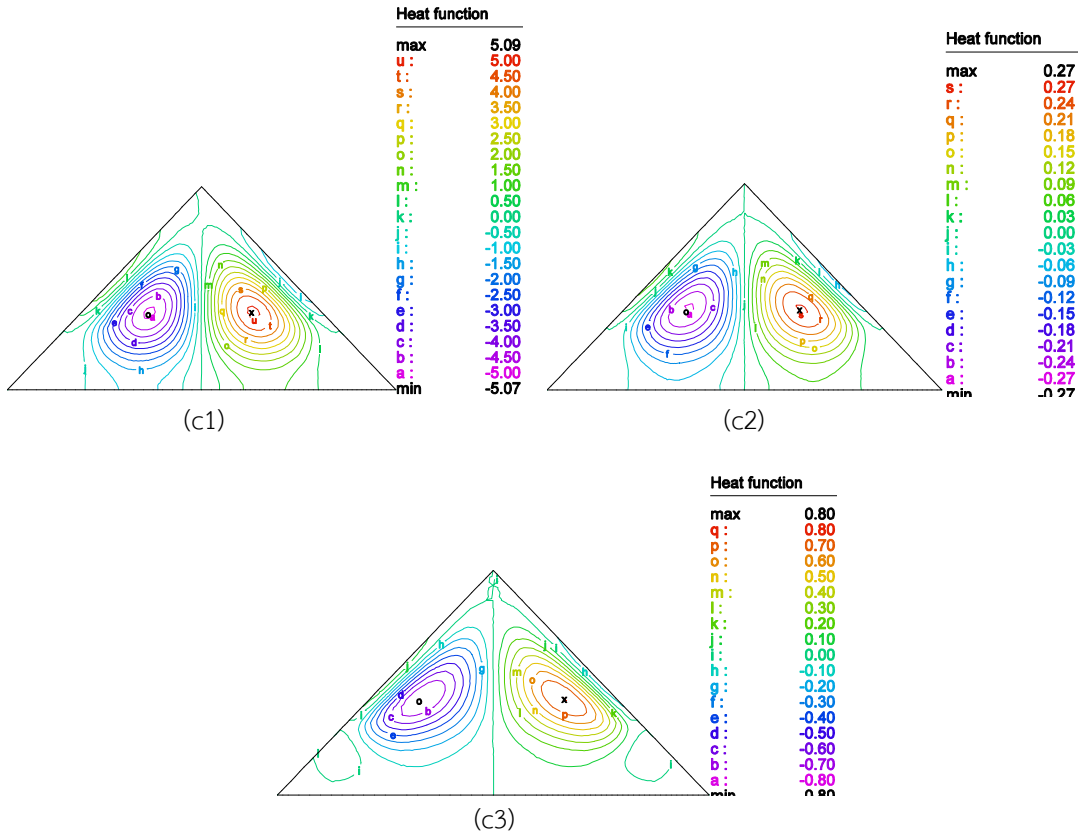 Heat function
max 5.09
u : 5.00
t : 4.50
s : 4.00
r : 3.50
q : 3.00
p : 2.50
o : 2.00
n : 1.50
m : 1.00
l : 0.50
k : 0.00
j : -0.50
i : -1.00
h : -1.50
g : -2.00
f : -2.50
e : -3.00
d : -3.50
c : -4.00
b : -4.50
a : -5.00
min -5.07
(c1)
Heat function
max 0.27
s : 0.27
r : 0.24
q : 0.21
p : 0.18
o : 0.15
n : 0.12
m : 0.09
l : 0.06
k : 0.03
j : 0.00
i : -0.03
h : -0.06
g : -0.09
f : -0.12
e : -0.15
d : -0.18
c : -0.21
b : -0.24
a : -0.27
min -0.27
(c2)
Heat function
max 0.80
q : 0.80
p : 0.70
o : 0.60
n : 0.50
m : 0.40
l : 0.30
k : 0.20
j : 0.10
i : 0.00
h : -0.10
g : -0.20
f : -0.30
e : -0.40
d : -0.50
c : -0.60
b : -0.70
a : -0.80
min 0.80
(c3)